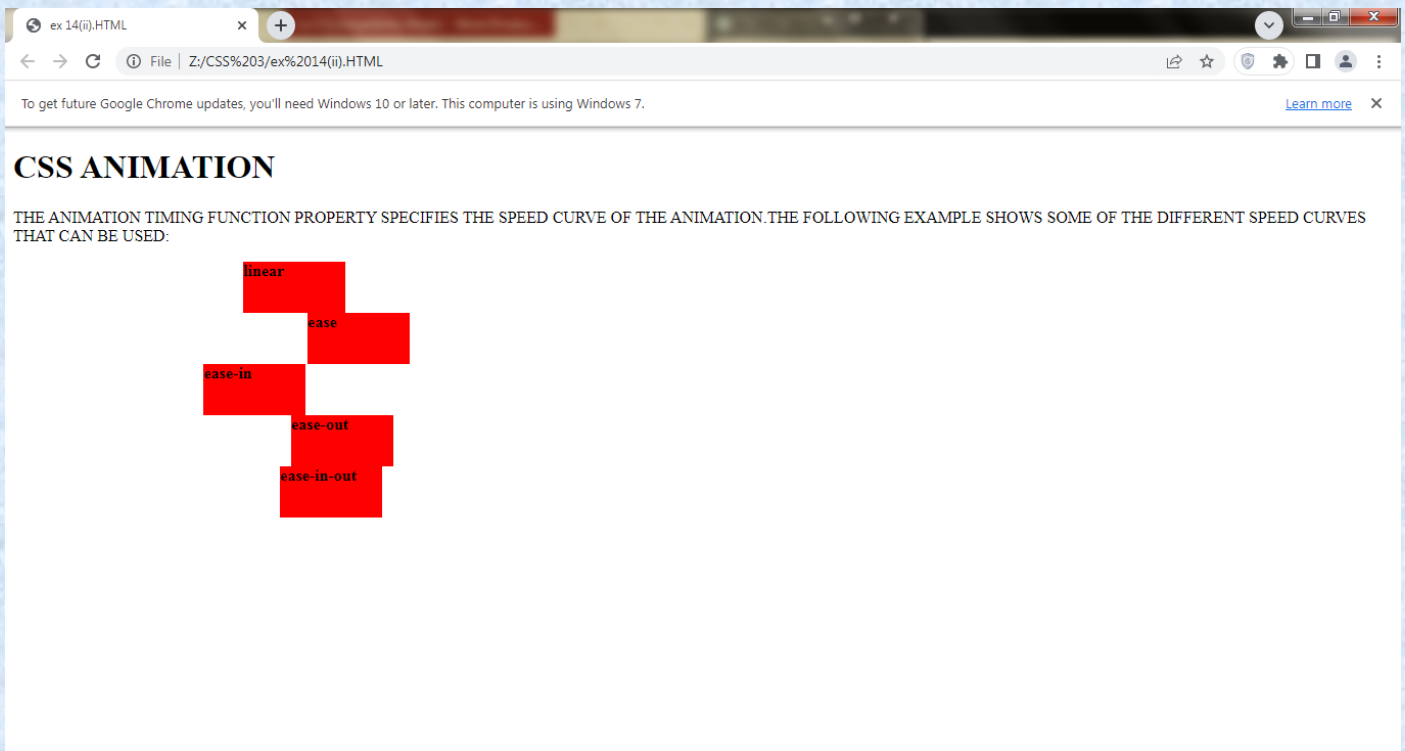 ex 14(ii).HTML
File Z:/CSS%203/ex%2014(ii).HTML
To get future Google Chrome updates, you'll need Windows 10 or later. This computer is using Windows 7.
Learn more
CSS ANIMATION
THE ANIMATION TIMING FUNCTION PROPERTY SPECIFIES THE SPEED CURVE OF THE ANIMATION.THE FOLLOWING EXAMPLE SHOWS SOME OF THE DIFFERENT SPEED CURVES
THAT CAN BE USED:
linear
ease
ease-in
ease-out
ease-in-out